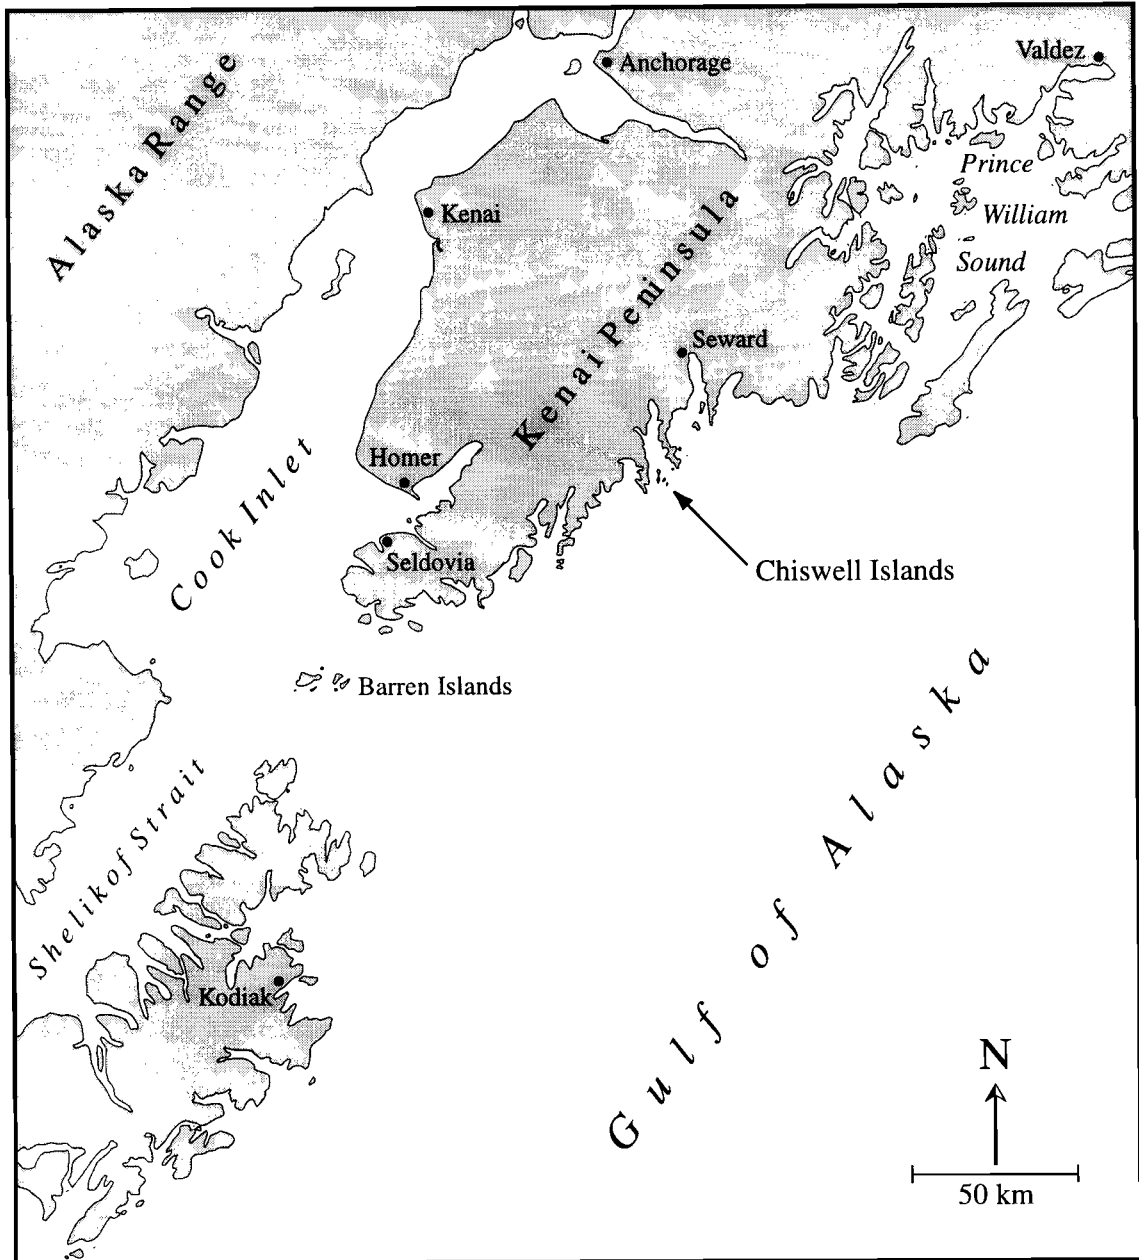 Valdez
Anchorage
Alaska Range
Prince
William
Sound
Kenai
Kenai Peninsula
Seward
Homer
Cook Inlet
Seldovia
Chiswell Islands
Barren Islands
Gulf of Alaska
Shelikof Strait
Kodiak
N
50 km